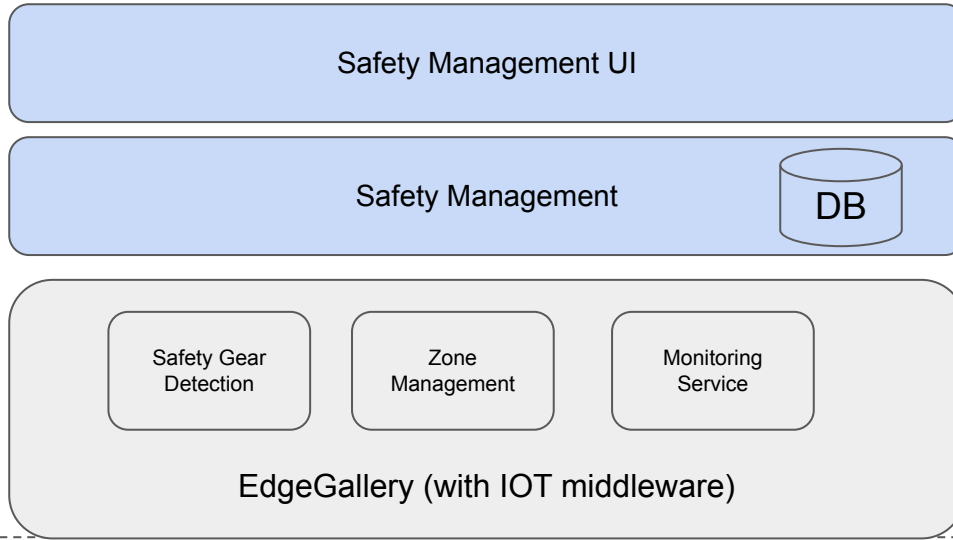 Safety Management UI
Safety Management
DB
Safety Gear
Detection
Zone
Management
Monitoring
Service
EdgeGallery (with IOT middleware)